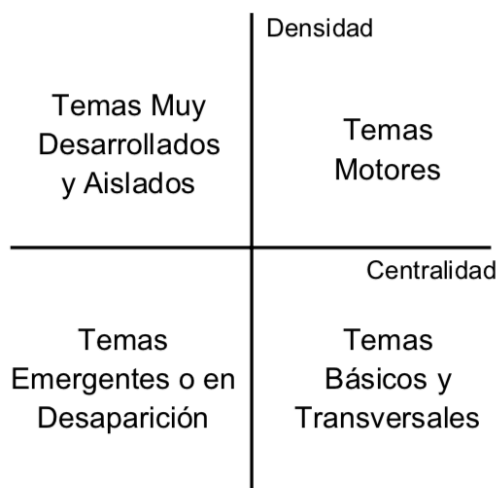 Densidad
Temas Muy
Desarrollados
y Aislados
Temas
Motores
Centralidad
Temas
Emergentes o en
Desaparición
Temas
Básicos y
Transversales